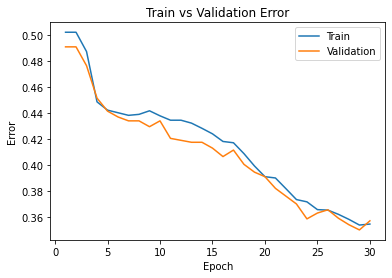 Train vs Validation Error
Train
Validation
Error
0.50
0.48
0.46
0.44
0.42
0.40
0.38
0.36
0 5 10 15 20 25 30
Epoch